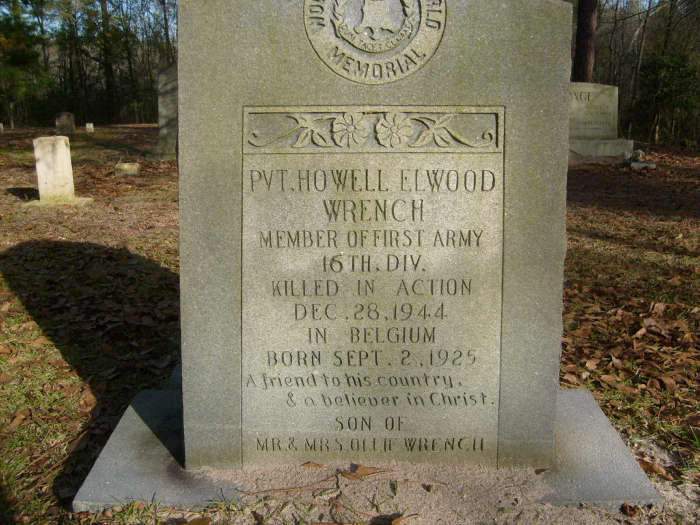 MEMORIAL
PVT. HOWELL ELWOOD
WRENCH
MEMBER OF FIRST ARMY
16TH. DIV.
KILLED IN ACTION
DEC. 28, 1944
IN BELGIUM
BORN SEPT. 2, 1925
A friend to his country,
& a believer in Christ.
SON OF
MR. & MRS. OLLIE WRENCH